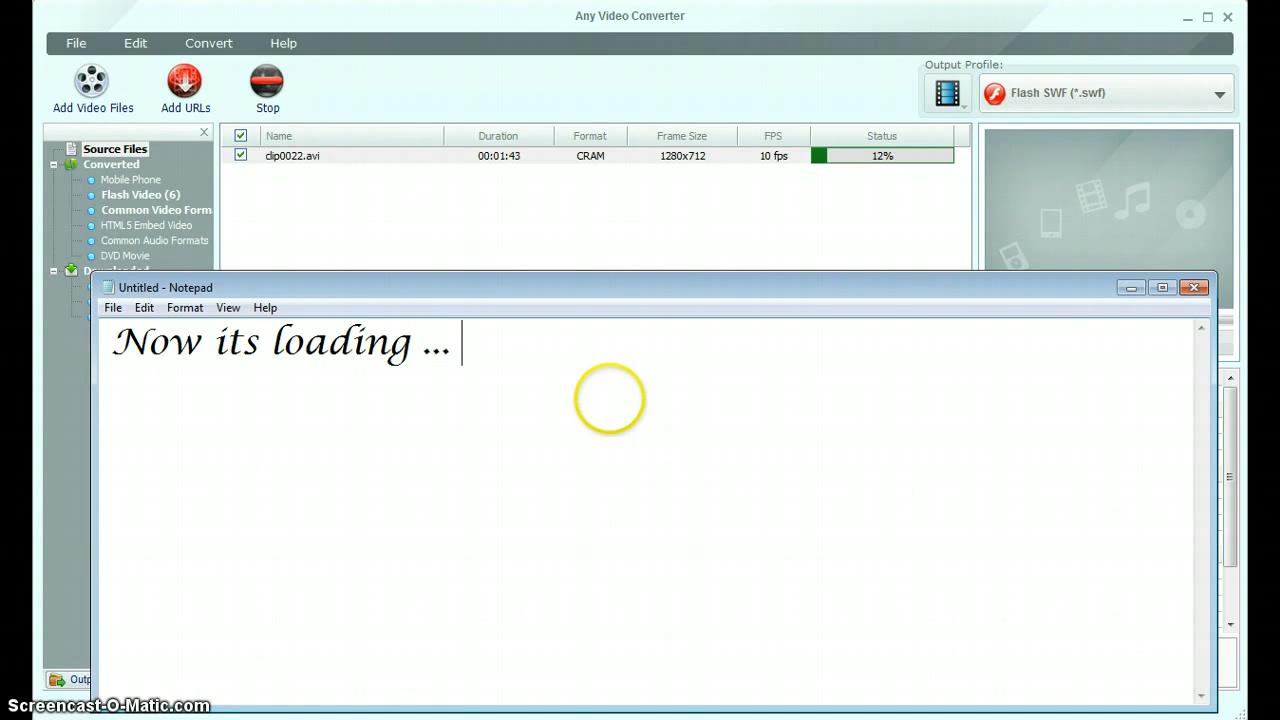 Any Video Converter
File Edit Convert Help
Output Profile:
Add Video Files Add URLs Stop
Flash SWF (*.swf)
Name Duration Format Frame Size FPS Status
clip0022.avi 00:01:43 CRAM 1280x712 10 fps 12%
Source Files
Converted
Mobile Phone
Flash Video (6)
Common Video Form
HTML5 Embed Video
Common Audio Formats
DVD Movie
Untitled - Notepad
File Edit Format View Help
Now its loading ...
Outp
Screencast-O-Matic.com